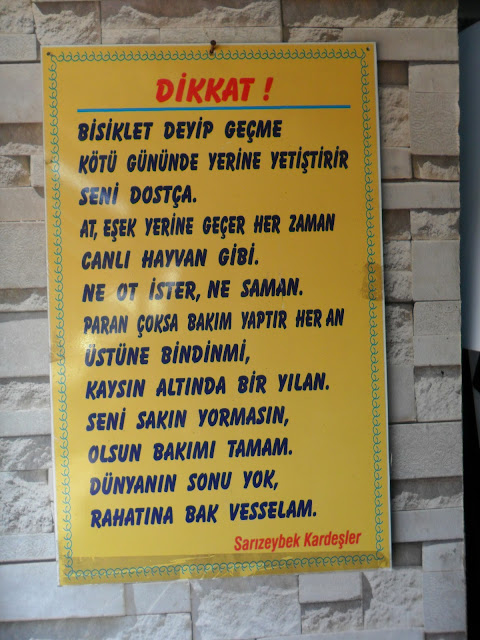 DİKKAT !
BİSİKLET DEYİP GEÇME
KÖTÜ GÜNÜNDE YERİNE YETİŞTİRİR
SENİ DOSTÇA.
AT, EŞEK YERİNE GEÇER HER ZAMAN
CANLI HAYVAN GİBİ.
NE OT İSTER, NE SAMAN.
PARAN ÇOKSA BAKIM YAPTIR HER AN
ÜSTÜNE BİNDİNMİ,
KAYSIN ALTINDA BİR YILAN.
SENİ SAKIN YORMASIN,
OLSUN BAKIMI TAMAM.
DÜNYANIN SONU YOK,
RAHATINA BAK VESSELAM.
Sarızeybek Kardeşler